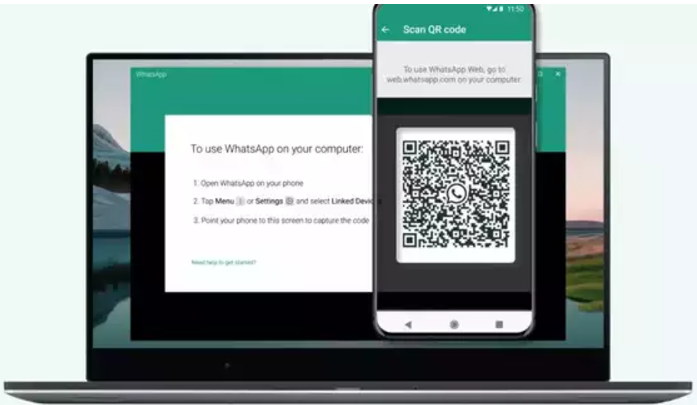 11:50
Scan QR code
To use WhatsApp Web, go to
web.whatsapp.com on your computer
WhatsApp
To use WhatsApp on your computer:
1. Open WhatsApp on your phone
2. Tap Menu or Settings and select Linked Devic
3. Point your phone to this screen to capture the code
Need help to get started?